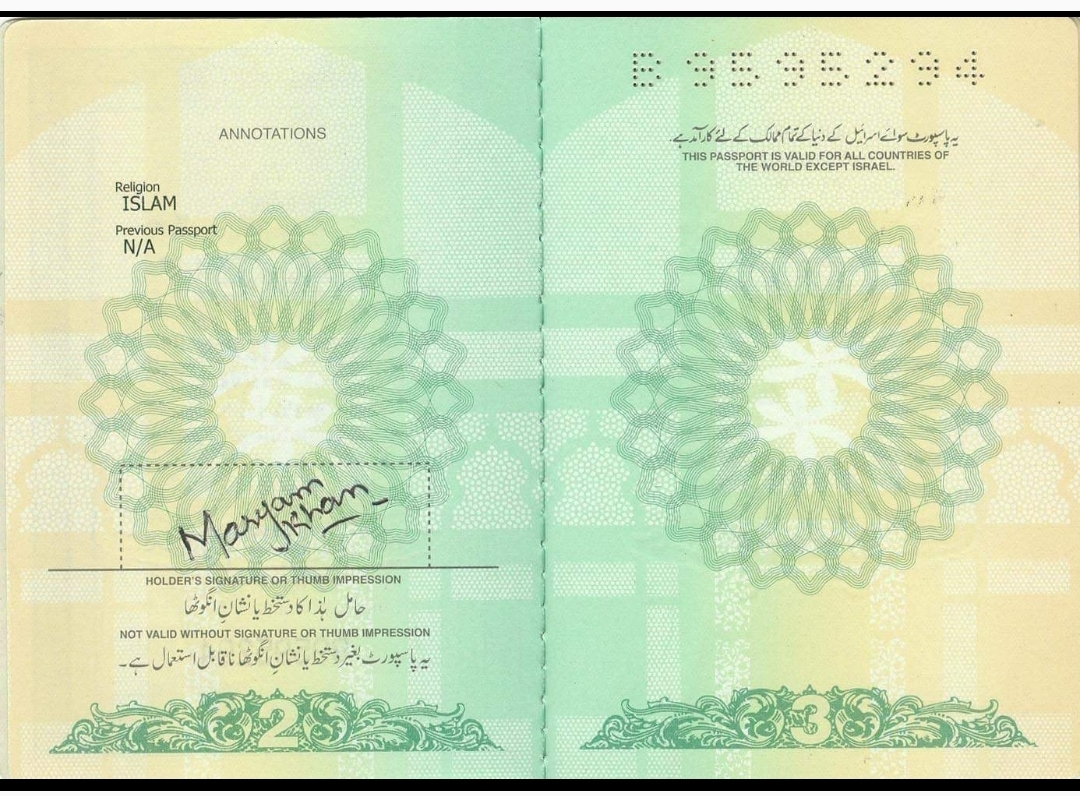 ANNOTATIONS
Religion
ISLAM
Previous Passport
N/A
Maryam
Khan
HOLDER'S SIGNATURE OR THUMB IMPRESSION
حامل ہٰذا کا دستخط یا نشانِ انگوٹھا
NOT VALID WITHOUT SIGNATURE OR THUMB IMPRESSION
یہ پاسپورٹ بغیر دستخط یا نشانِ انگوٹھا ناقابل استعمال ہے۔
2
B9595294
یہ پاسپورٹ سوائے اسرائیل کے دنیا کے تمام ممالک کے لئے کارآمد ہے۔
THIS PASSPORT IS VALID FOR ALL COUNTRIES OF
THE WORLD EXCEPT ISRAEL.
3